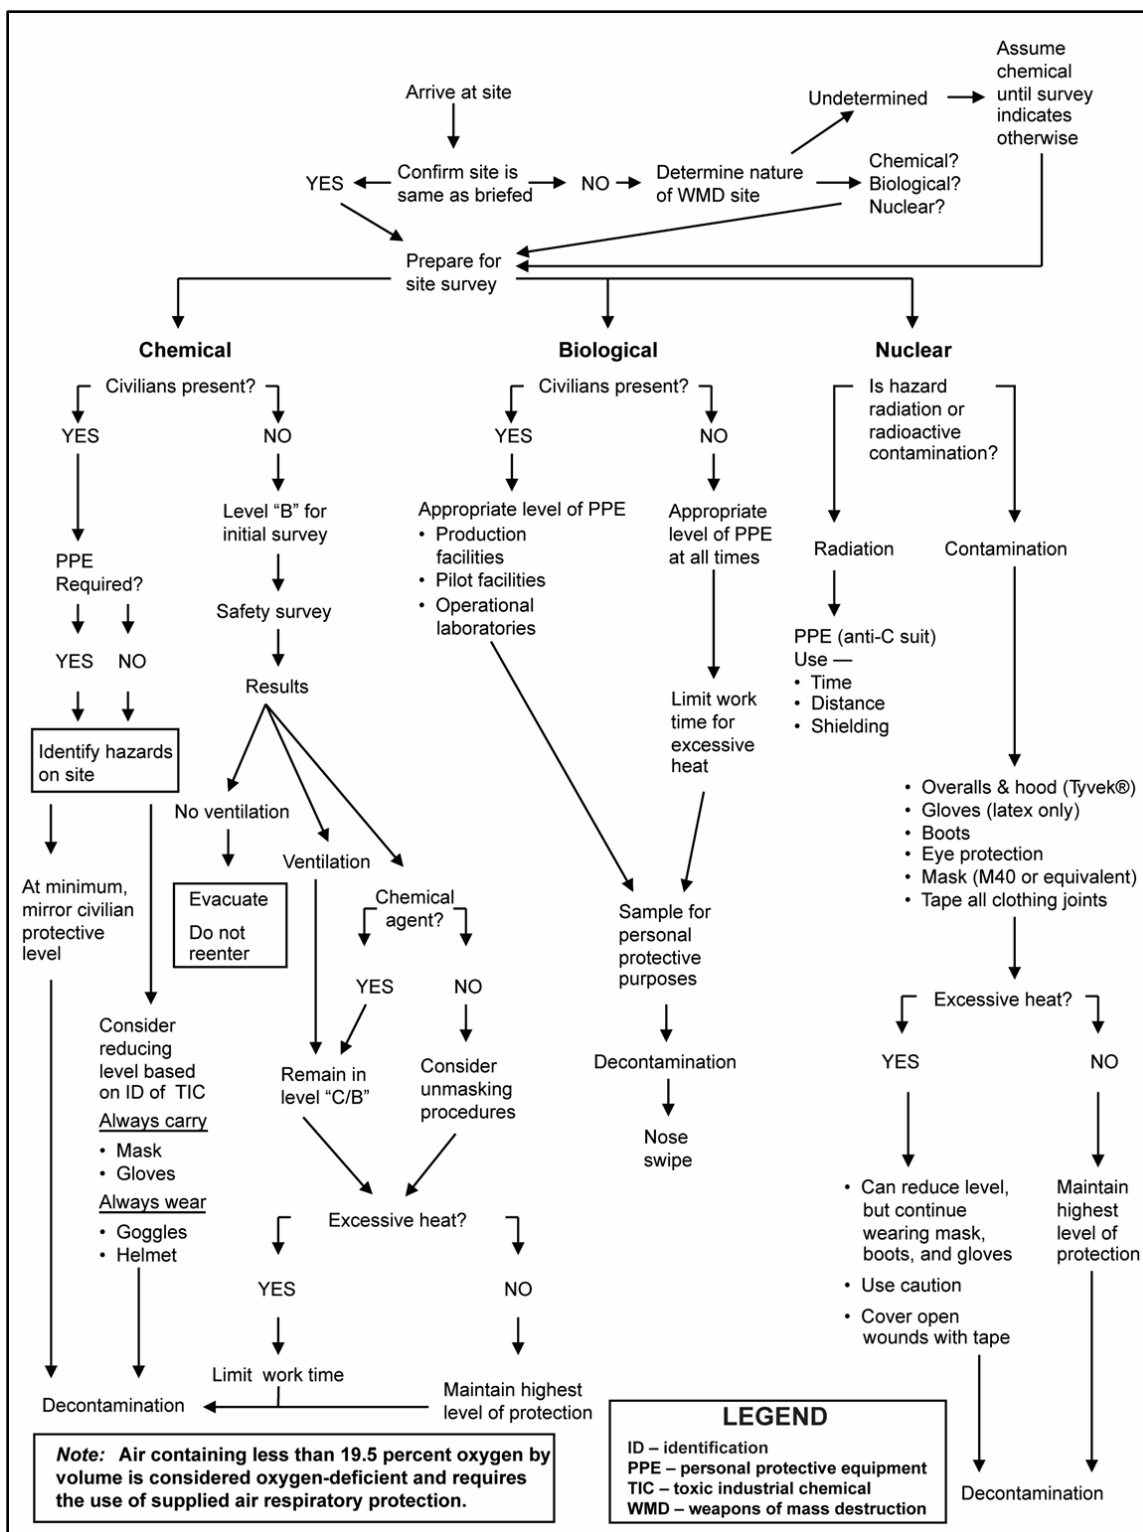 Arrive at site
Undetermined
Assume
chemical
until survey
indicates
otherwise
YES
Confirm site is
same as briefed
NO
Determine nature
of WMD site
Chemical?
Biological?
Nuclear?
Prepare for
site survey
Chemical
Civilians present?
YES
NO
PPE
Required?
YES
NO
Identify hazards
on site
At minimum,
mirror civilian
protective
level
Consider
reducing
level based
on ID of TIC
Always carry
• Mask
• Gloves
Always wear
• Goggles
• Helmet
Level “B” for
initial survey
Safety survey
Results
No ventilation
Evacuate
Do not
reenter
Ventilation
Chemical
agent?
YES
NO
Remain in
level “C/B”
Consider
unmasking
procedures
Excessive heat?
YES
NO
Limit work time
Maintain highest
level of protection
Decontamination
Biological
Civilians present?
YES
NO
Appropriate level of PPE
• Production
facilities
• Pilot facilities
• Operational
laboratories
Appropriate
level of PPE
at all times
Limit work
time for
excessive
heat
Sample for
personal
protective
purposes
Decontamination
Nose
swipe
Nuclear
Is hazard
radiation or
radioactive
contamination?
Radiation
Contamination
PPE (anti-C suit)
Use —
• Time
• Distance
• Shielding
• Overalls & hood (Tyvek®)
• Gloves (latex only)
• Boots
• Eye protection
• Mask (M40 or equivalent)
• Tape all clothing joints
Excessive heat?
YES
NO
• Can reduce level,
but continue
wearing mask,
boots, and gloves
• Use caution
• Cover open
wounds with tape
Maintain
highest
level of
protection
Decontamination
Note: Air containing less than 19.5 percent oxygen by
volume is considered oxygen-deficient and requires
the use of supplied air respiratory protection.
LEGEND
ID – identification
PPE – personal protective equipment
TIC – toxic industrial chemical
WMD – weapons of mass destruction